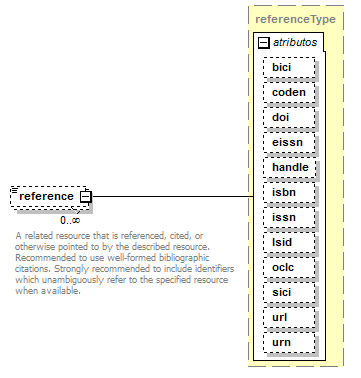 referenceType
atributos
bici
coden
doi
eissn
handle
isbn
issn
lsid
oclc
sici
url
urn
reference
0..∞
A related resource that is referenced, cited, or
otherwise pointed to by the described resource.
Recommended to use well-formed bibliographic
citations. Strongly recommended to include identifiers
which unambiguously refer to the specified resource
when available.